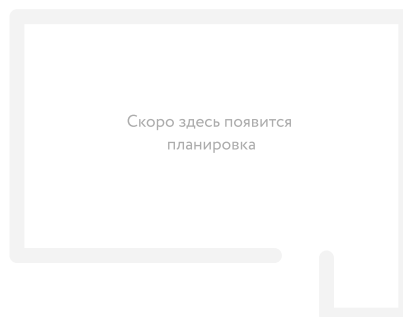 Скоро здесь появится
планировка